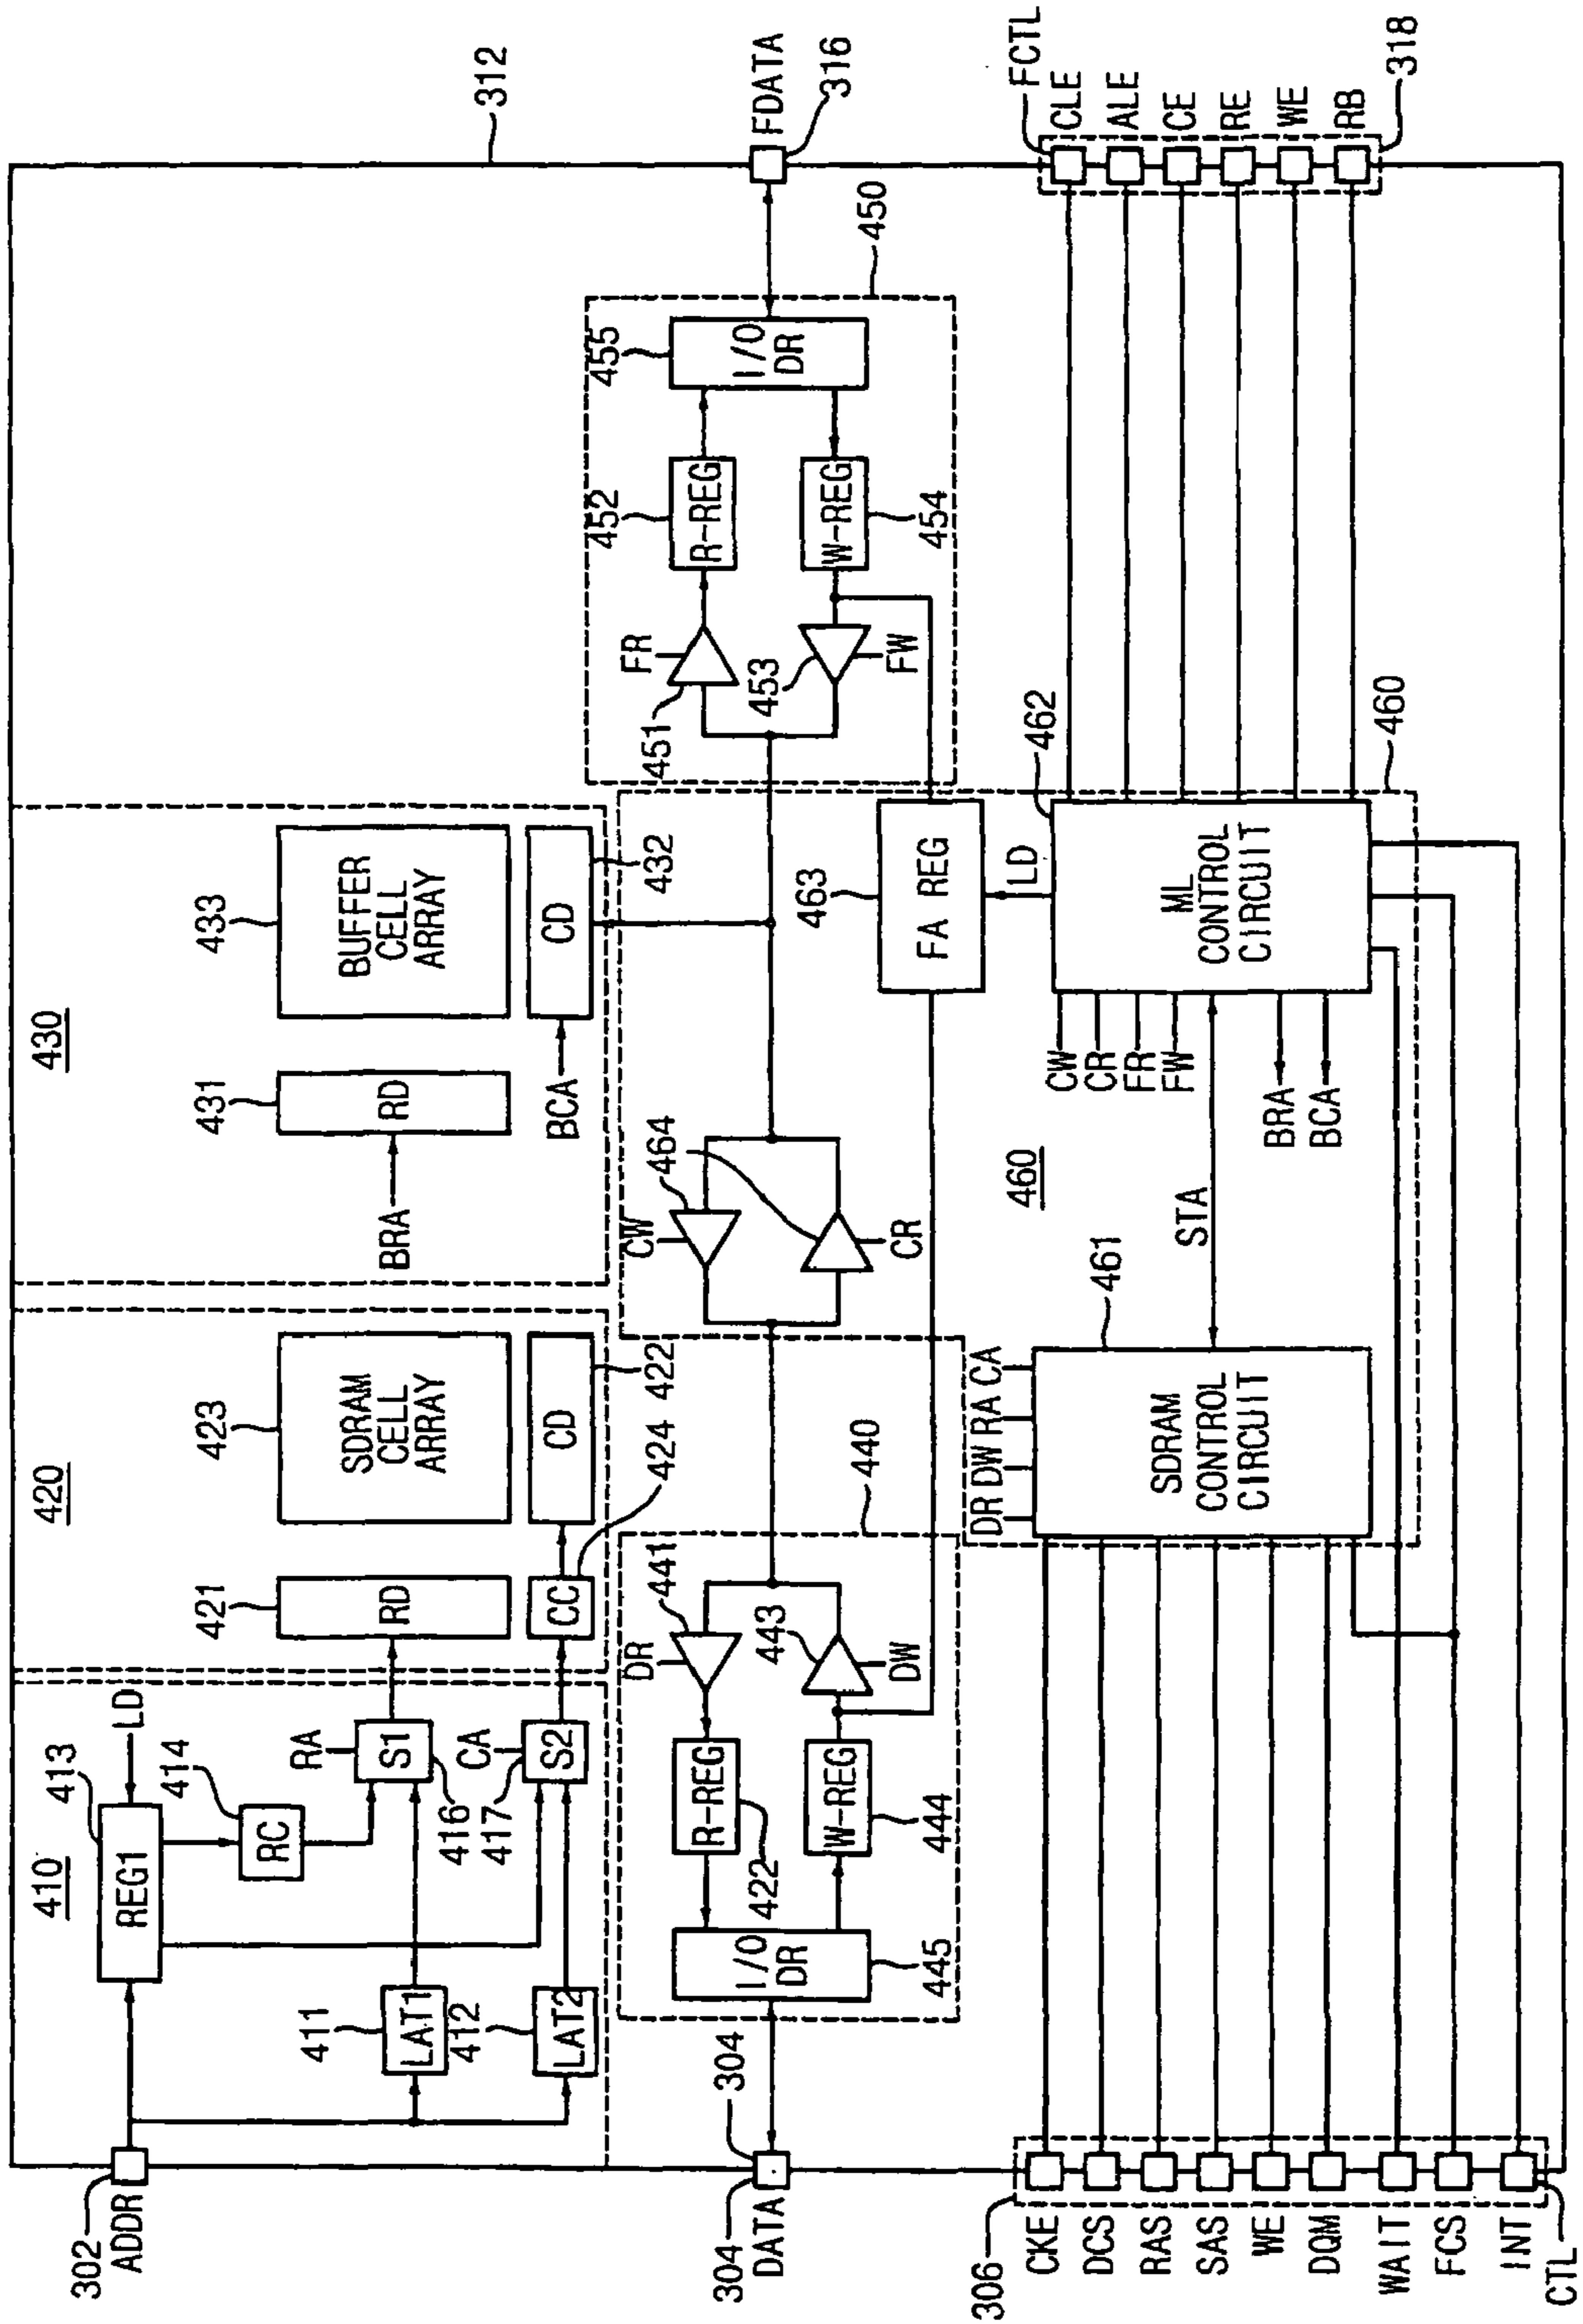 312
410
420
430
413
LD
REG1
414
RC
RA
S1
416
CA
417
S2
411
LAT1
412
LAT2
302
ADDR
421
RD
423
SDRAM
CELL
ARRAY
CC
424
CD
422
431
RD
BRA
433
BUFFER
CELL
ARRAY
BCA
CD
432
304
304
DATA
440
DR
441
R-REG
422
I/O
DR
445
W-REG
444
443
DW
CW
464
CR
450
FR
451
452
R-REG
455
I/O
DR
453
FW
W-REG
454
FDATA
316
463
FA REG
LD
DR
DW
RA
CA
461
SDRAM
CONTROL
CIRCUIT
STA
460
CW
CR
FR
FW
BRA
BCA
462
ML
CONTROL
CIRCUIT
460
306
CKE
DCS
RAS
SAS
WE
DQM
WAIT
FCS
INT
CTL
FCTL
CLE
ALE
CE
RE
WE
RB
318